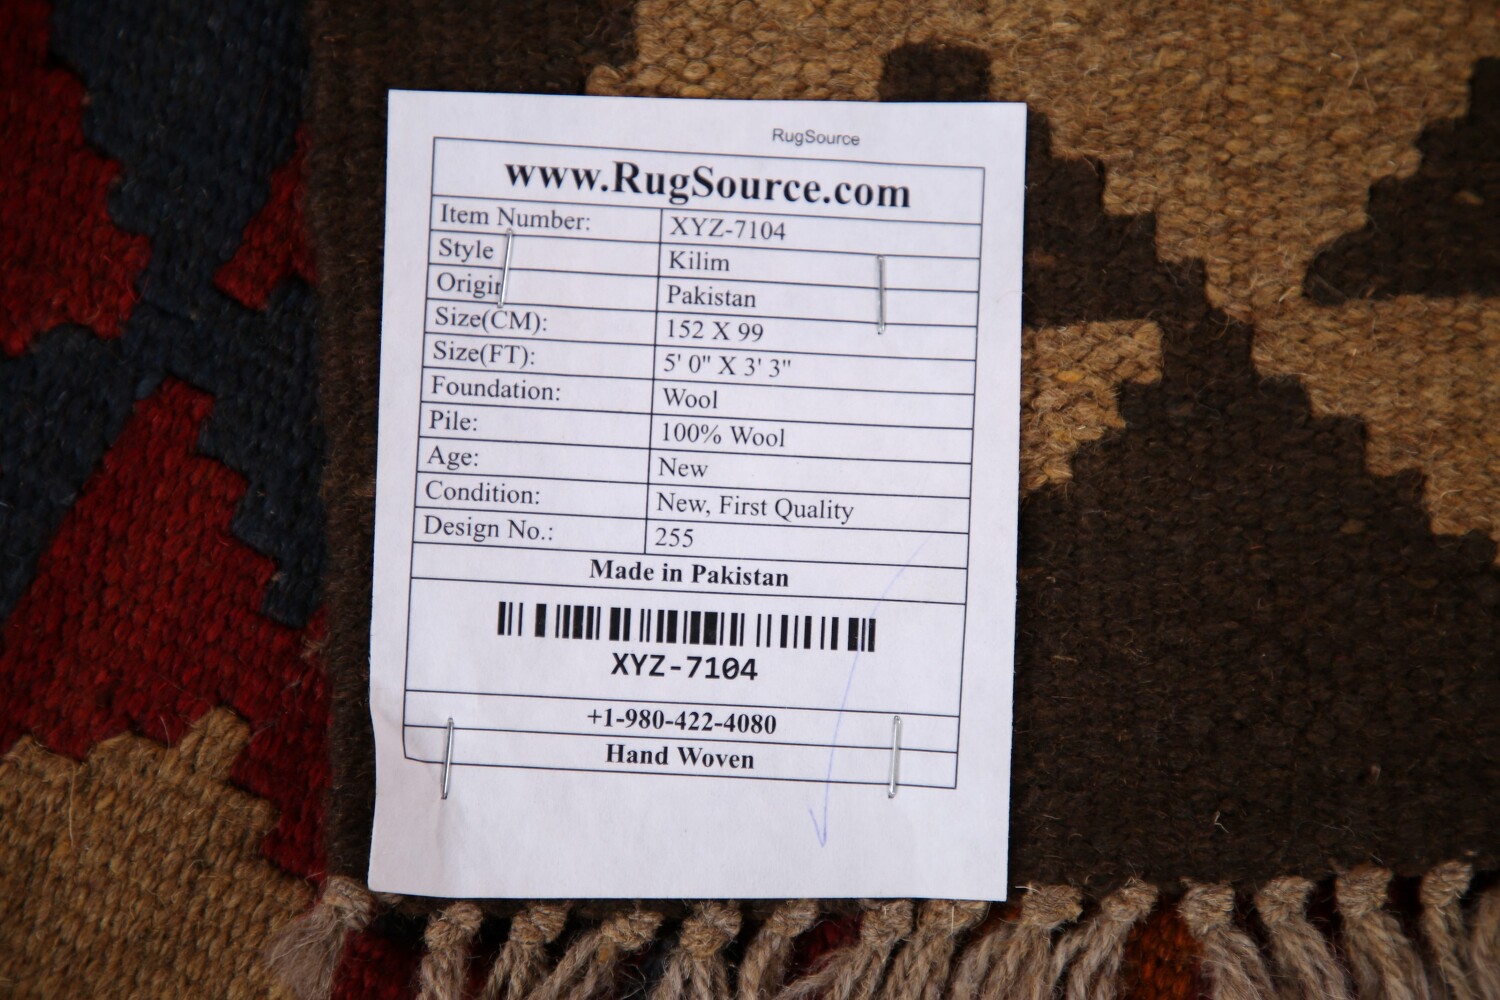 RugSource
www.RugSource.com
Item Number: XYZ-7104
Style Kilim
Origin Pakistan
Size(CM): 152 X 99
Size(FT): 5' 0" X 3' 3"
Foundation: Wool
Pile: 100% Wool
Age: New
Condition: New, First Quality
Design No.: 255
Made in Pakistan
XYZ-7104
+1-980-422-4080
Hand Woven